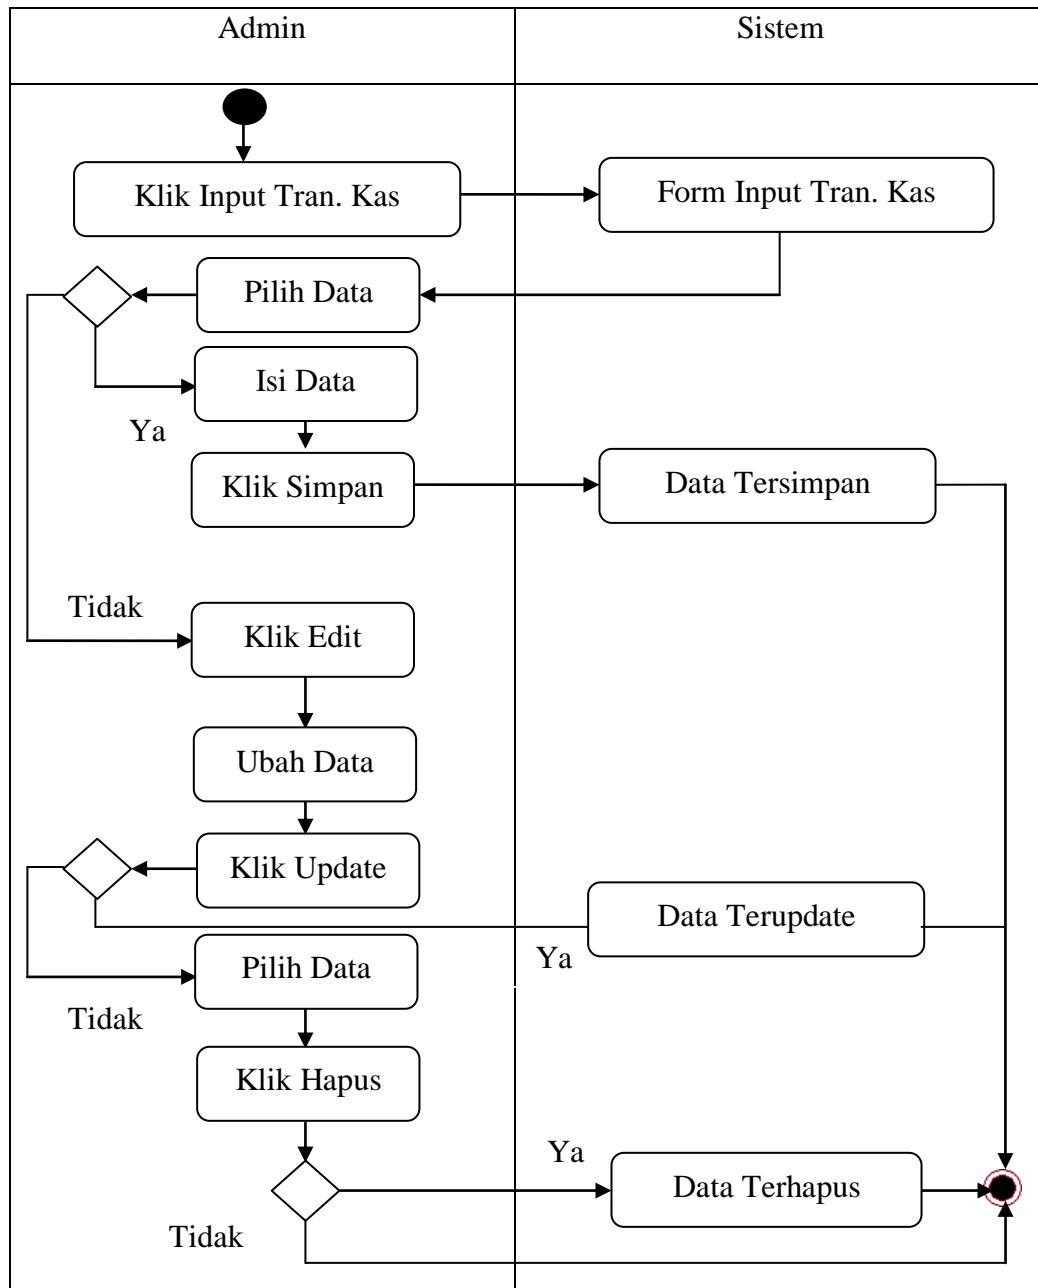 Admin
Sistem
Klik Input Tran. Kas
Form Input Tran. Kas
Pilih Data
Isi Data
Ya
Klik Simpan
Data Tersimpan
Tidak
Klik Edit
Ubah Data
Klik Update
Data Terupdate
Ya
Pilih Data
Tidak
Klik Hapus
Ya
Data Terhapus
Tidak